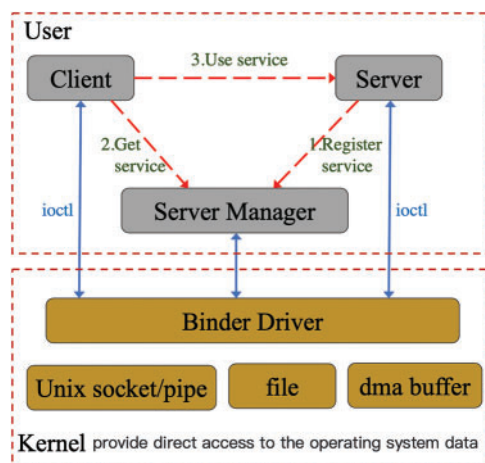 User
3.Use service
Client
Server
2.Get
service
1.Register
service
ioctl
Server Manager
ioctl
Binder Driver
Unix socket/pipe
file
dma buffer
Kernel provide direct access to the operating system data